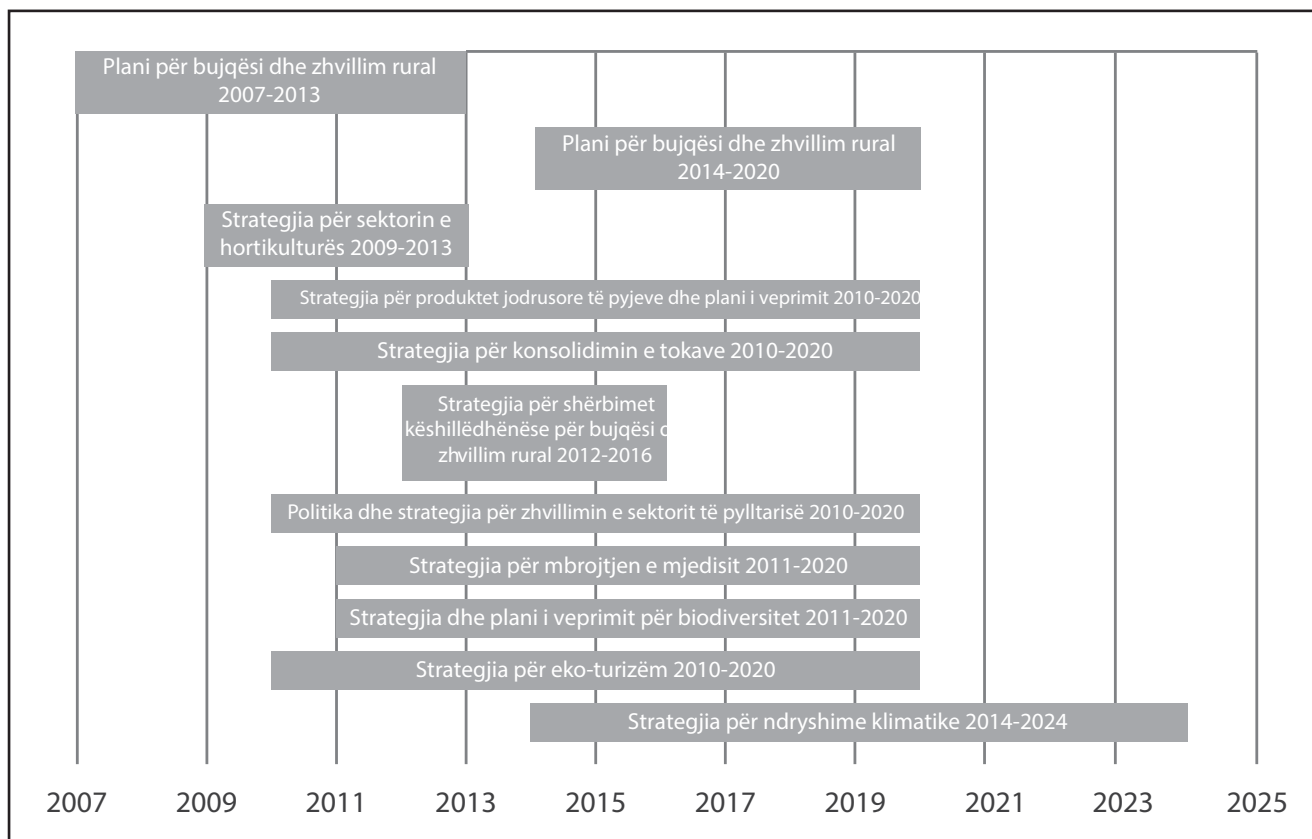 Plani për bujqësi dhe zhvillim rural
2007-2013
Plani për bujqësi dhe zhvillim rural
2014-2020
Strategjia për sektorin e
hortikulturës 2009-2013
Strategjia për produktet jodrusore të pyjeve dhe plani i veprimit 2010-2020
Strategjia për konsolidimin e tokave 2010-2020
Strategjia për shërbimet
këshillëdhënëse për bujqësi d
zhvillim rural 2012-2016
Politika dhe strategjia për zhvillimin e sektorit të pylltarisë 2010-2020
Strategjia për mbrojtjen e mjedisit 2011-2020
Strategjia dhe plani i veprimit për biodiversitet 2011-2020
Strategjia për eko-turizëm 2010-2020
Strategjia për ndryshime klimatike 2014-2024
2007 2009 2011 2013 2015 2017 2019 2021 2023 2025